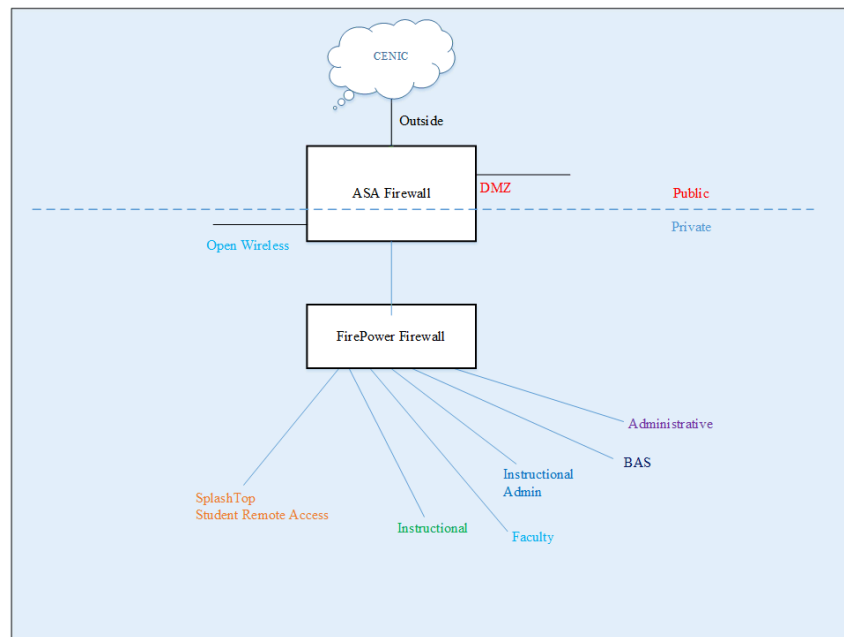 CENIC
Outside
ASA Firewall
DMZ
Public
Private
Open Wireless
FirePower Firewall
Administrative
BAS
Instructional
Admin
SplashTop
Student Remote Access
Instructional
Faculty